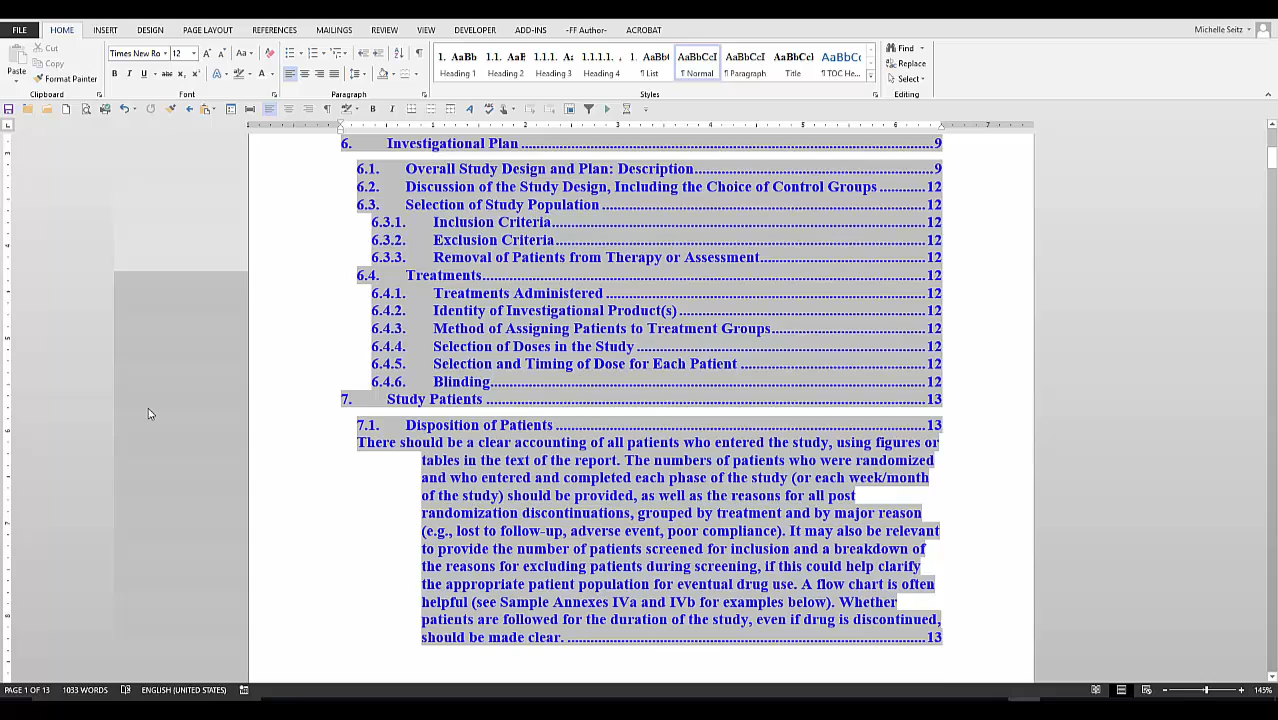 FILE HOME INSERT DESIGN PAGE LAYOUT REFERENCES MAILINGS REVIEW VIEW DEVELOPER ADD-INS -FF Author- ACROBAT Michelle Seitz
Paste Cut Copy Format Painter
Clipboard
Times New Ro 12
Font
Paragraph
1. AaBb 1.1. AaB 1.1.1. AaB 1.1.1.1. 1. AaBbC AaBbCcI AaBbCcI AaBbCcl AaBbCc
Heading 1 Heading 2 Heading 3 Heading 4 ¶ List ¶ Normal ¶ Paragraph Title ¶ TOC He...
Styles
Find
Replace
Select
Editing
1 2 3 4 5 6 7
6. Investigational Plan 9
6.1. Overall Study Design and Plan: Description 9
6.2. Discussion of the Study Design, Including the Choice of Control Groups 12
6.3. Selection of Study Population 12
6.3.1. Inclusion Criteria 12
6.3.2. Exclusion Criteria 12
6.3.3. Removal of Patients from Therapy or Assessment 12
6.4. Treatments 12
6.4.1. Treatments Administered 12
6.4.2. Identity of Investigational Product(s) 12
6.4.3. Method of Assigning Patients to Treatment Groups 12
6.4.4. Selection of Doses in the Study 12
6.4.5. Selection and Timing of Dose for Each Patient 12
6.4.6. Blinding 12
7. Study Patients 13
7.1. Disposition of Patients 13
There should be a clear accounting of all patients who entered the study, using figures or
tables in the text of the report. The numbers of patients who were randomized
and who entered and completed each phase of the study (or each week/month
of the study) should be provided, as well as the reasons for all post
randomization discontinuations, grouped by treatment and by major reason
(e.g., lost to follow-up, adverse event, poor compliance). It may also be relevant
to provide the number of patients screened for inclusion and a breakdown of
the reasons for excluding patients during screening, if this could help clarify
the appropriate patient population for eventual drug use. A flow chart is often
helpful (see Sample Annexes IVa and IVb for examples below). Whether
patients are followed for the duration of the study, even if drug is discontinued,
should be made clear. 13
PAGE 1 OF 13 1033 WORDS ENGLISH (UNITED STATES) 145%